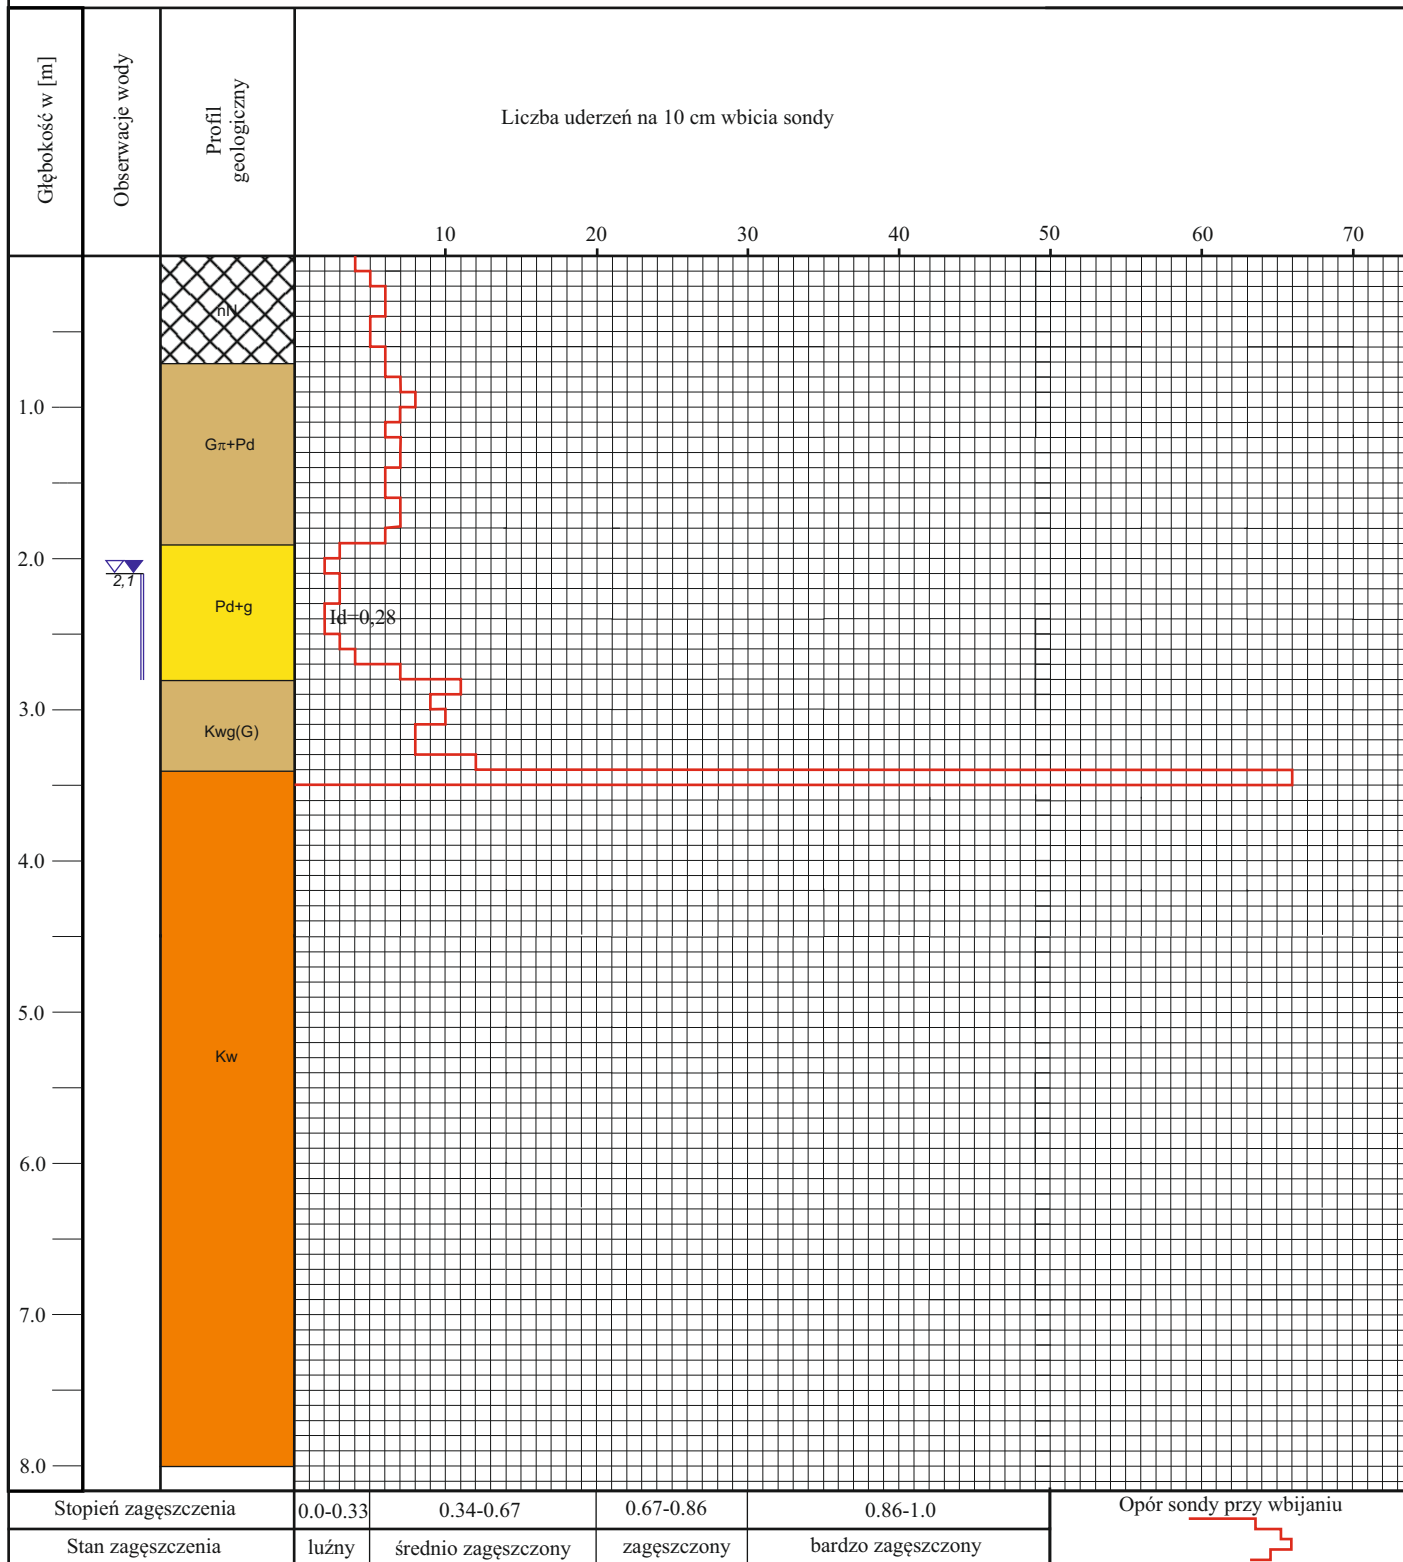 Głębokość w [m]
Obserwacje wody
Profil
geologiczny
Liczba uderzeń na 10 cm wbicia sondy
10 20 30 40 50 60 70
1.0
Gπ+Pd
2.0
2,1
Pd+g
Id=0,28
3.0
Kwg(G)
4.0
5.0
Kw
6.0
7.0
8.0
Stopień zagęszczenia 0.0-0.33 0.34-0.67 0.67-0.86 0.86-1.0 Opór sondy przy wbijaniu
Stan zagęszczenia luźny średnio zagęszczony zagęszczony bardzo zagęszczony